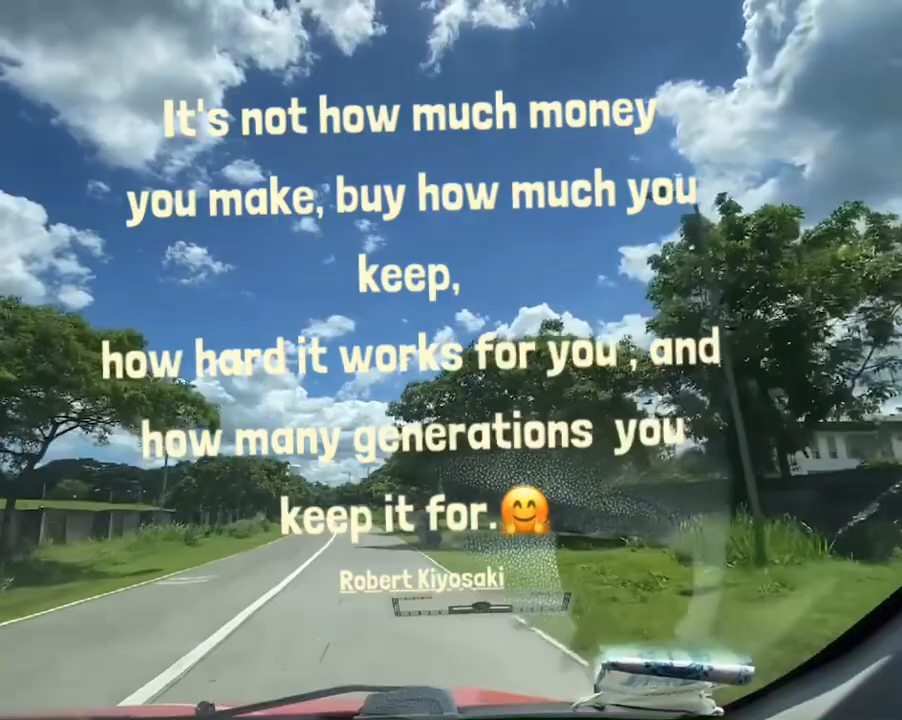 It's not how much money
you make, buy how much you
keep,
how hard it works for you , and
how many generations you
keep it for.🤗
Robert Kiyosaki